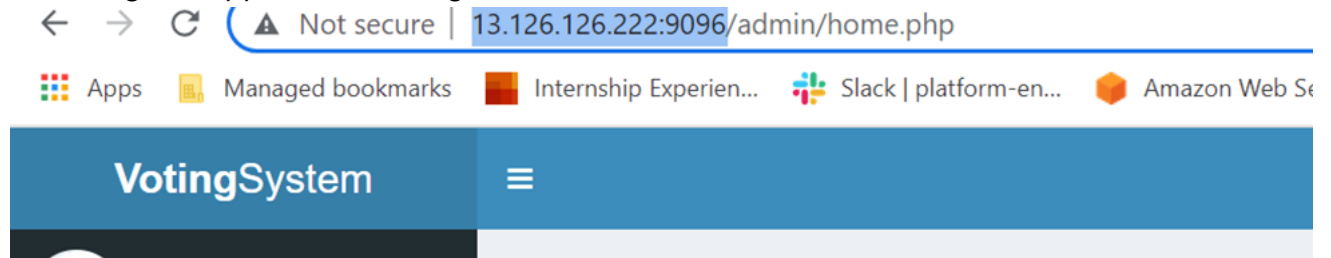 Not secure | 13.126.126.222:9096/admin/home.php
Apps Managed bookmarks Internship Experien... Slack | platform-en... Amazon Web Se
VotingSystem